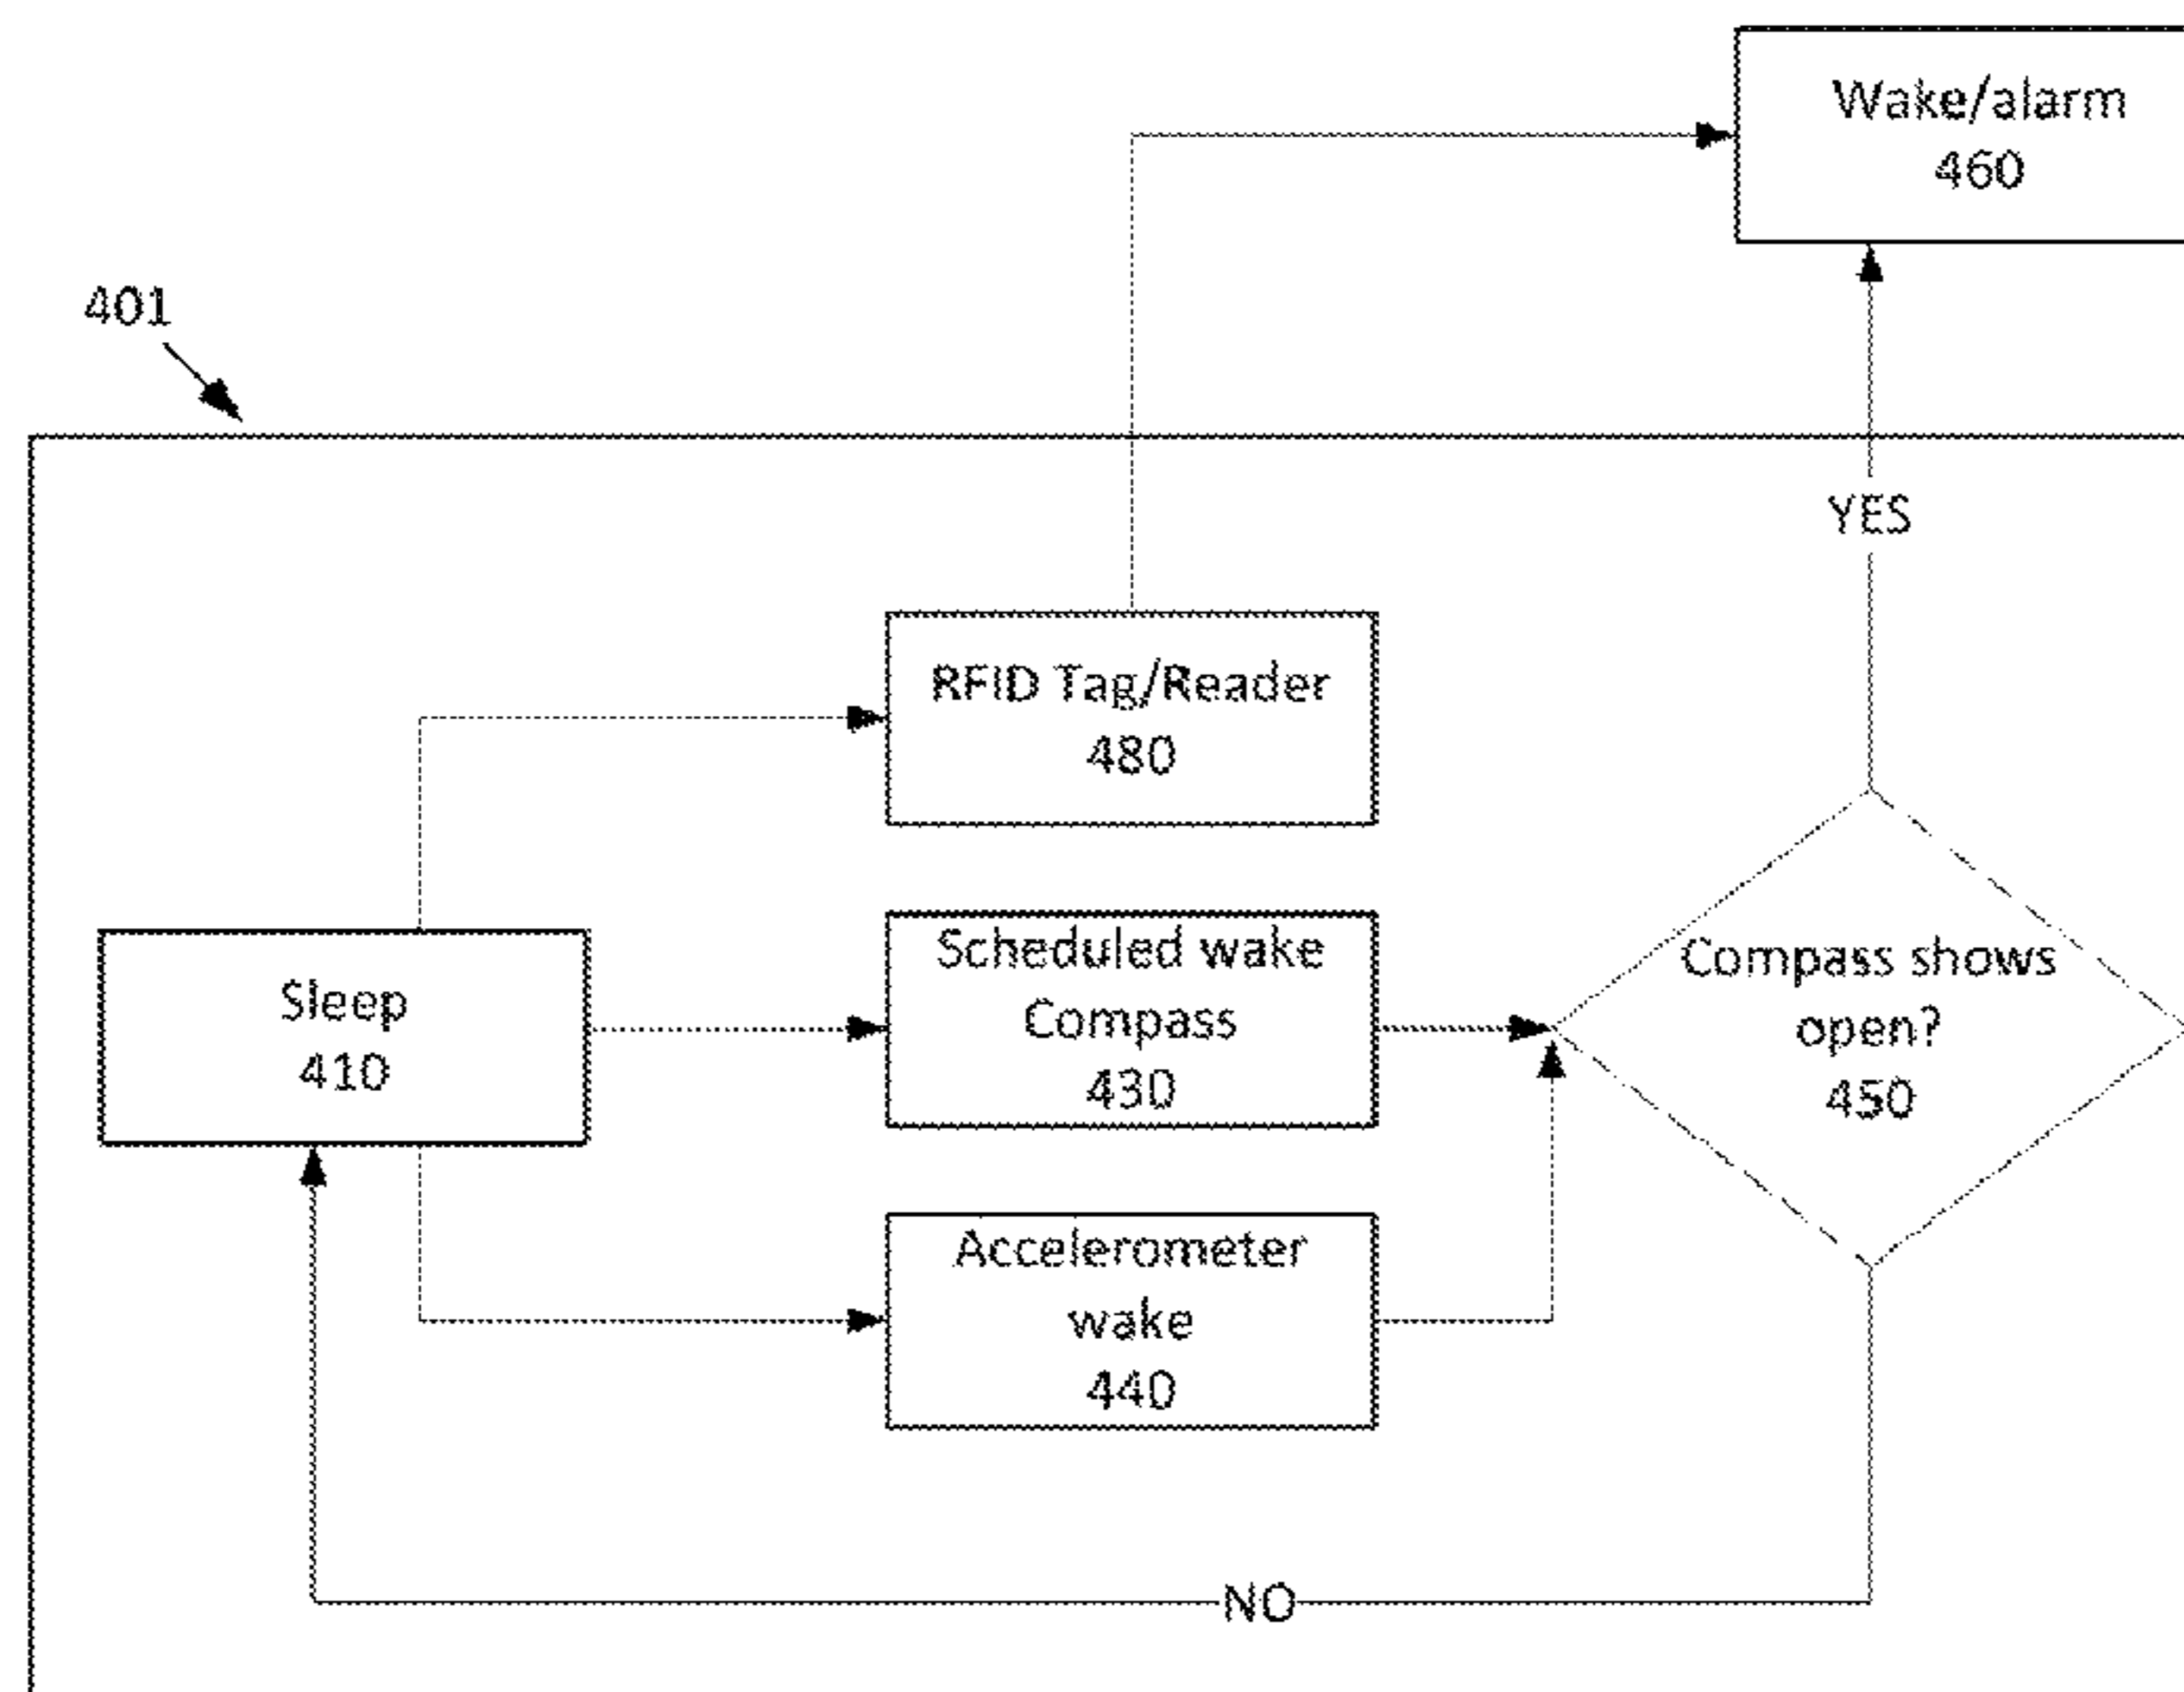 Wake/alarm
460
401
YES
RFID Tag/Reader
480
Scheduled wake
Compass
430
Compass shows
open?
450
Sleep
410
Accelerometer
wake
440
NO